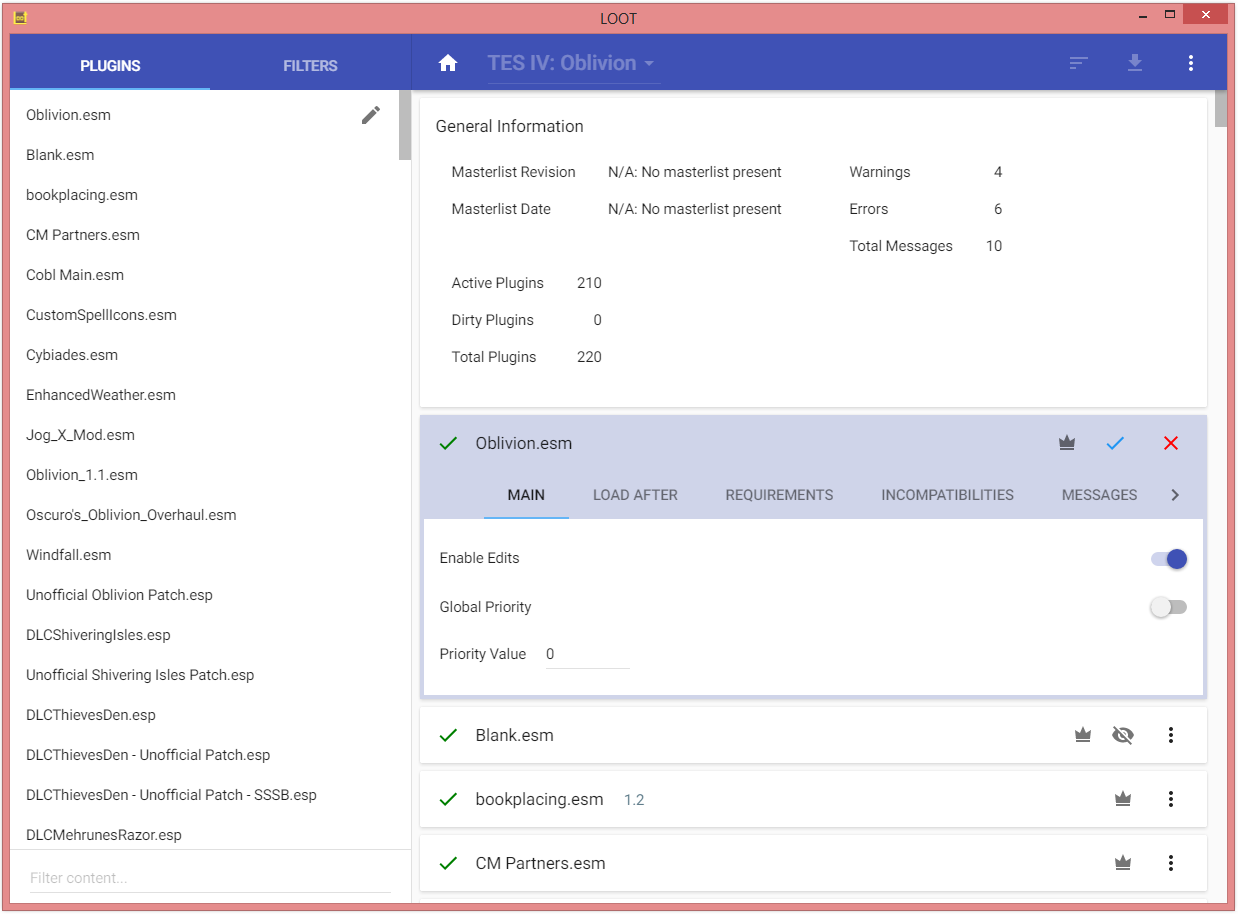 LOOT
PLUGINS FILTERS
TES IV: Oblivion
Oblivion.esm
Blank.esm
bookplacing.esm
CM Partners.esm
Cobl Main.esm
CustomSpellIcons.esm
Cybiades.esm
EnhancedWeather.esm
Jog_X_Mod.esm
Oblivion_1.1.esm
Oscuro's_Oblivion_Overhaul.esm
Windfall.esm
Unofficial Oblivion Patch.esp
DLCShiveringIsles.esp
Unofficial Shivering Isles Patch.esp
DLCThievesDen.esp
DLCThievesDen - Unofficial Patch.esp
DLCThievesDen - Unofficial Patch - SSSB.esp
DLCMehrunesRazor.esp
Filter content...
General Information
Masterlist Revision N/A: No masterlist present Warnings 4
Masterlist Date N/A: No masterlist present Errors 6
Total Messages 10
Active Plugins 210
Dirty Plugins 0
Total Plugins 220
Oblivion.esm
MAIN LOAD AFTER REQUIREMENTS INCOMPATIBILITIES MESSAGES
Enable Edits
Global Priority
Priority Value 0
Blank.esm
bookplacing.esm 1.2
CM Partners.esm